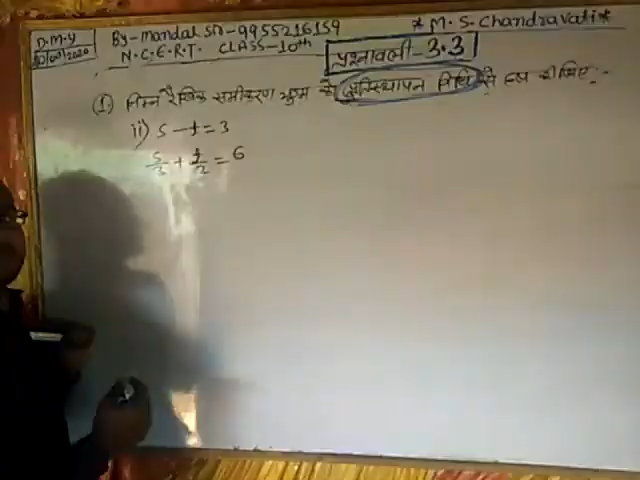 D.M.Y By- Mandal SIR-9955216159 *M.S. Chandravati*
N.C.E.R.T. CLASS-10th प्रश्नावली-3.3
(1) निम्न रैखिक समीकरण युग्म को प्रतिस्थापन विधि से हल कीजिए:-
ii) s-t=3
s/3 + t/2 = 6